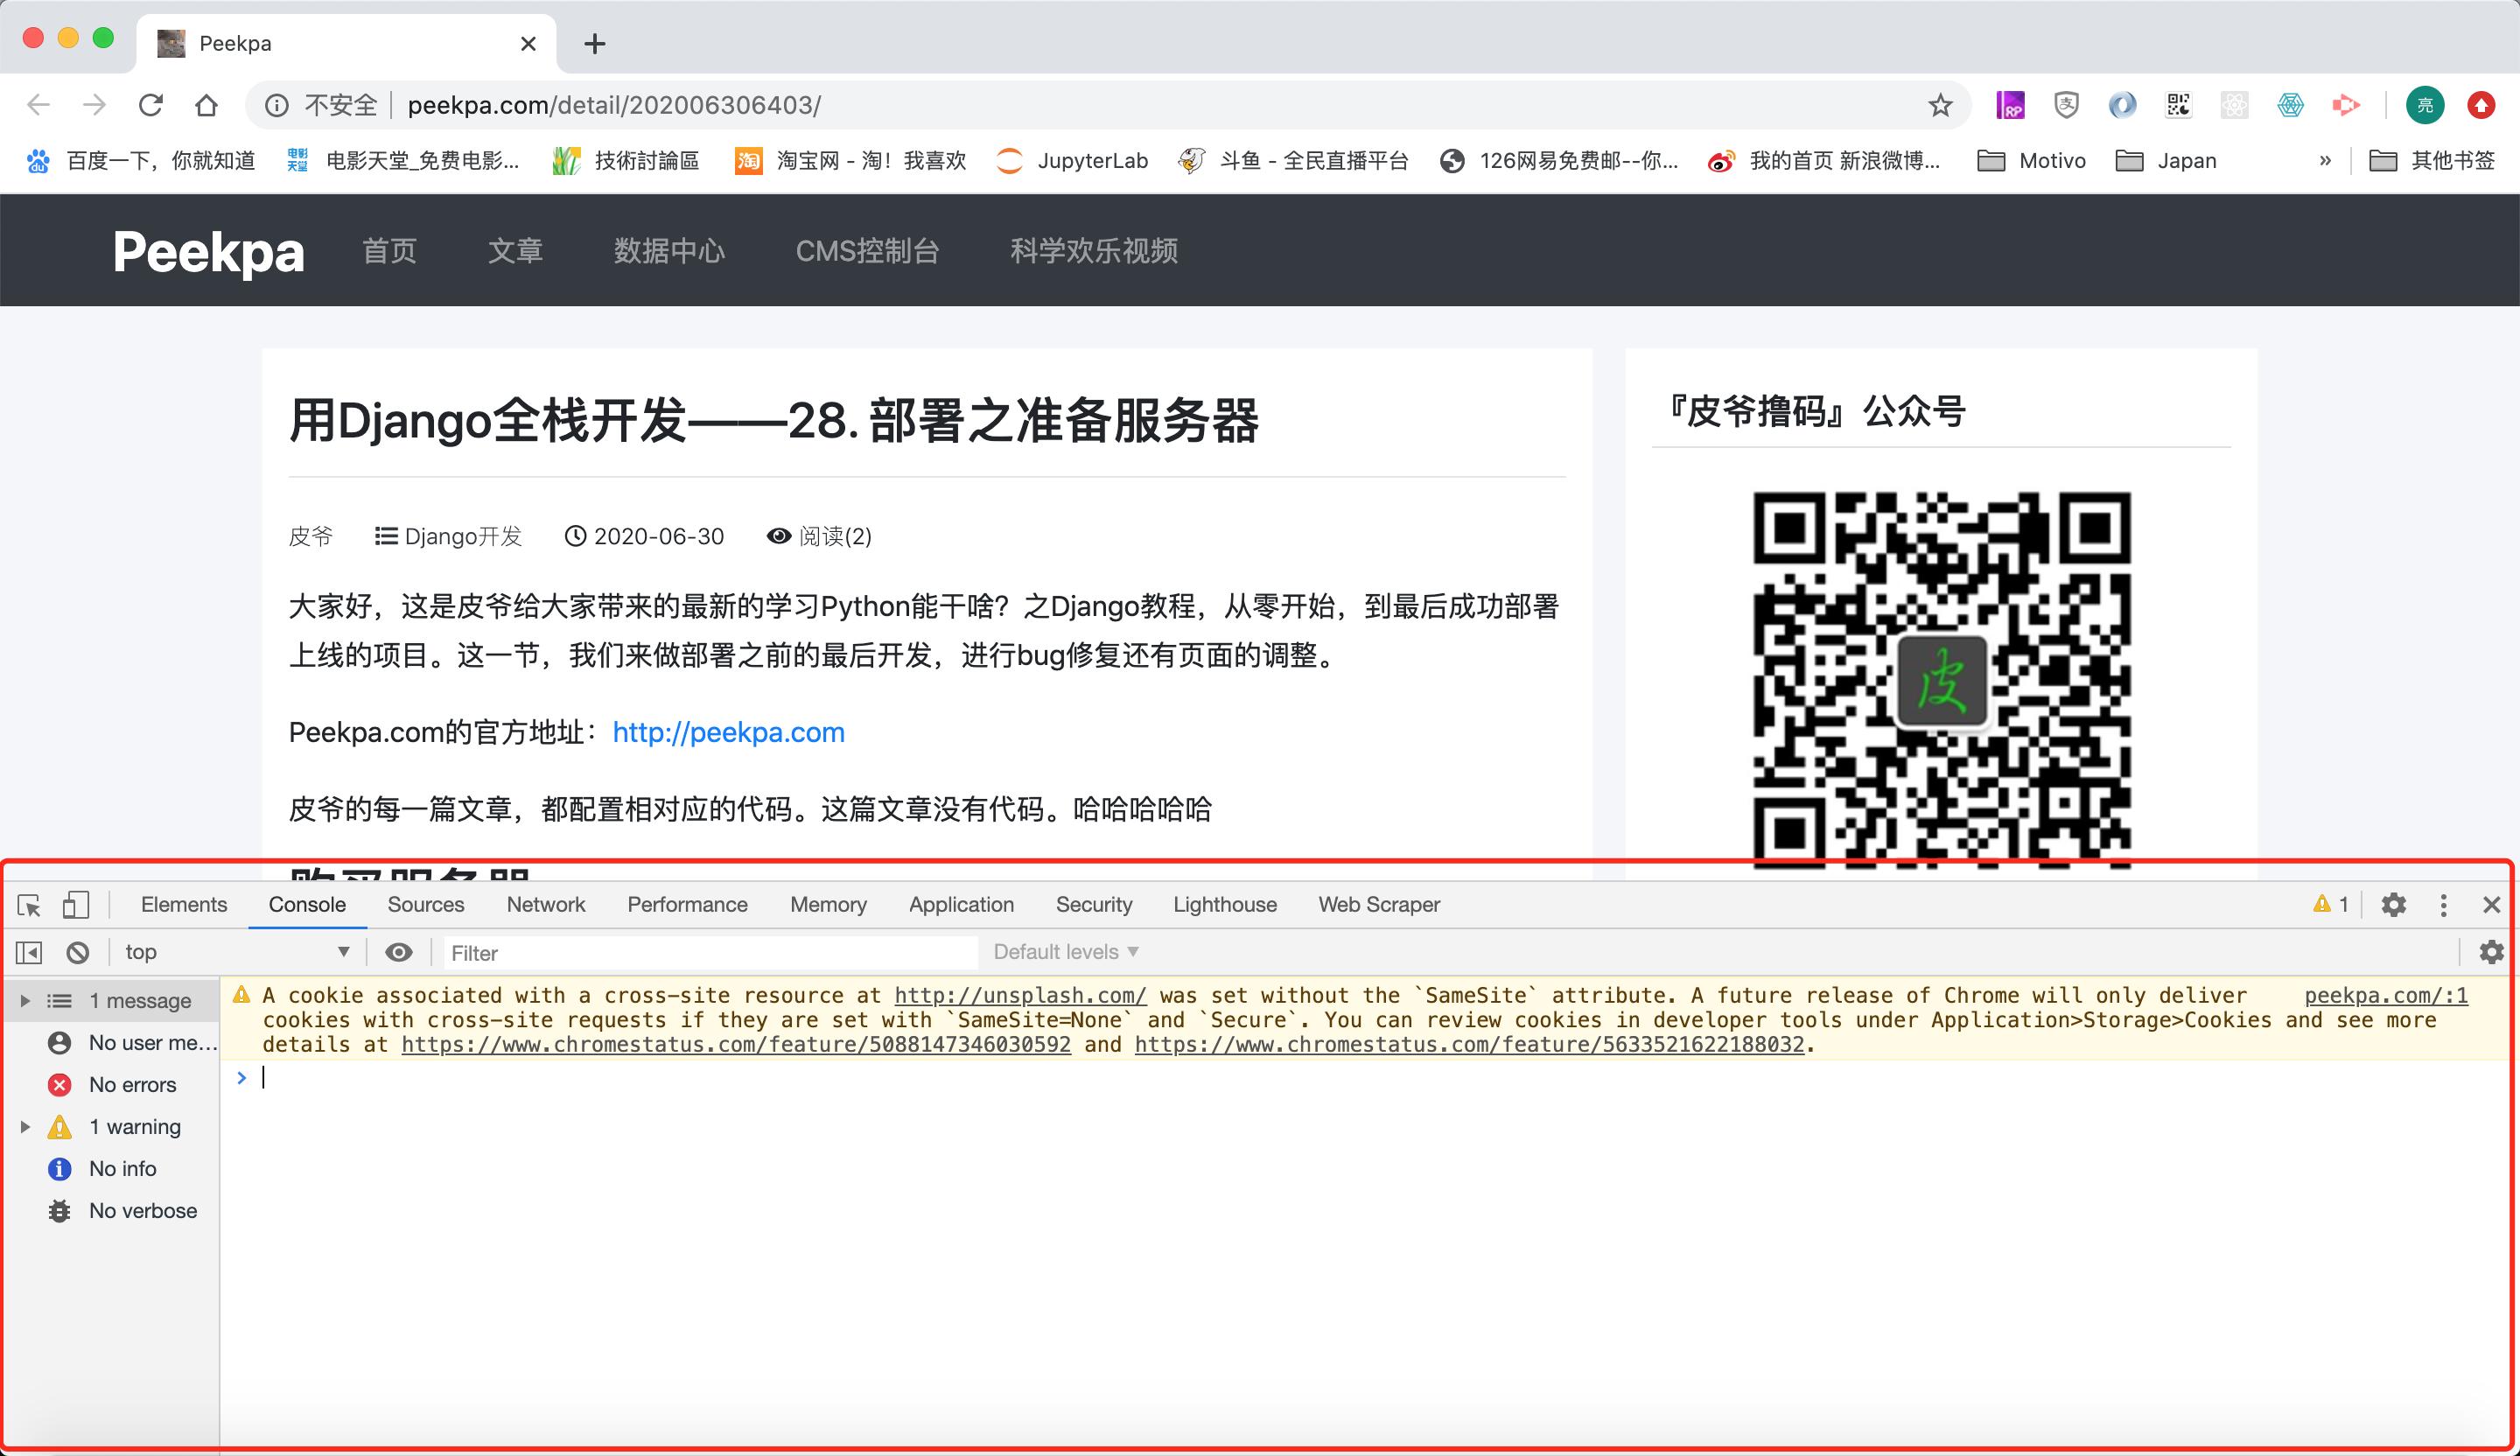 Peekpa
不安全 peekpa.com/detail/202006306403/
RP 支 亮
百度一下，你就知道 电影天堂 电影天堂_免费电影... 技術討論區 淘 淘宝网 - 淘！我喜欢 JupyterLab 斗鱼 - 全民直播平台 126网易免费邮--你... 我的首页 新浪微博... Motivo Japan » 其他书签
Peekpa 首页 文章 数据中心 CMS控制台 科学欢乐视频
用Django全栈开发——28. 部署之准备服务器
皮爷 Django开发 2020-06-30 阅读(2)
大家好，这是皮爷给大家带来的最新的学习Python能干啥？之Django教程，从零开始，到最后成功部署
上线的项目。这一节，我们来做部署之前的最后开发，进行bug修复还有页面的调整。
Peekpa.com的官方地址：http://peekpa.com
皮爷的每一篇文章，都配置相对应的代码。这篇文章没有代码。哈哈哈哈哈
购买服务器
『皮爷撸码』公众号
皮
Elements Console Sources Network Performance Memory Application Security Lighthouse Web Scraper 1
top Filter Default levels
1 message
No user me...
No errors
1 warning
No info
No verbose
A cookie associated with a cross-site resource at http://unsplash.com/ was set without the `SameSite` attribute. A future release of Chrome will only deliver peekpa.com/:1
cookies with cross-site requests if they are set with `SameSite=None` and `Secure`. You can review cookies in developer tools under Application>Storage>Cookies and see more
details at https://www.chromestatus.com/feature/5088147346030592 and https://www.chromestatus.com/feature/5633521622188032.